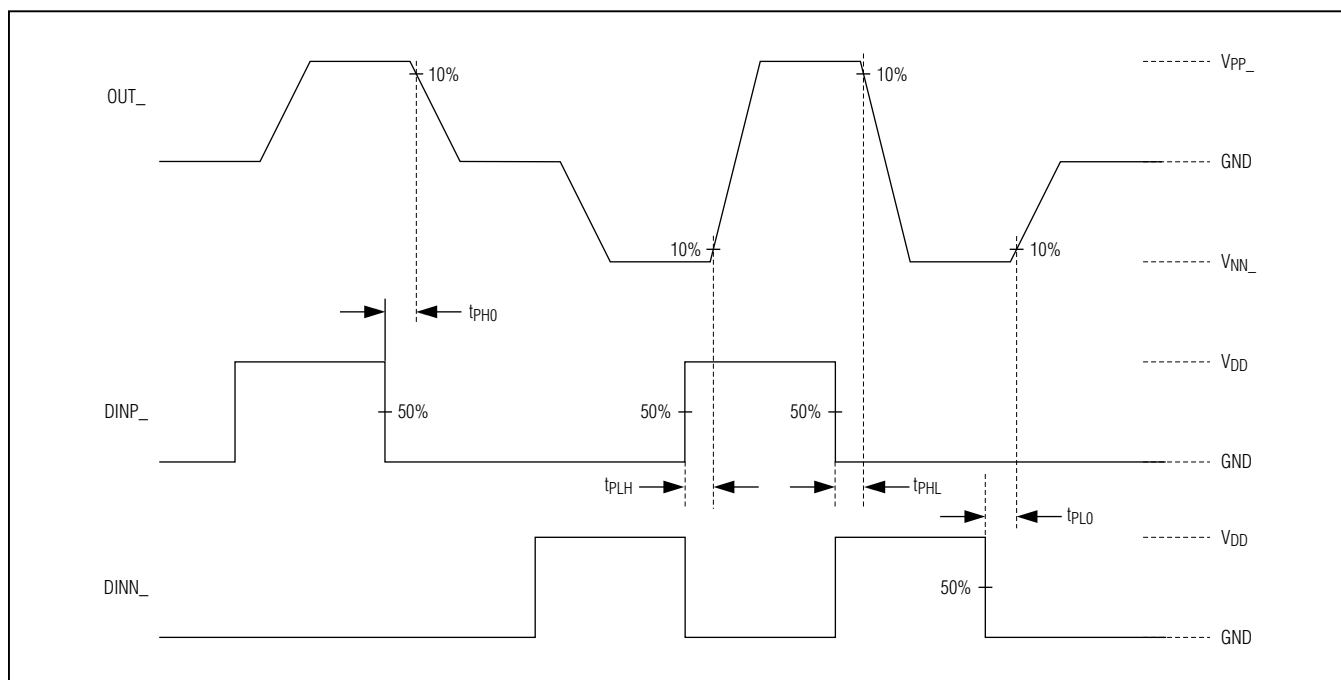 VPP_
10%
10%
OUT_
GND
10%
10%
VNN_
tPH0
VDD
DINP_
50%
50%
50%
GND
tPLH
tPHL
tPL0
VDD
DINN_
50%
GND